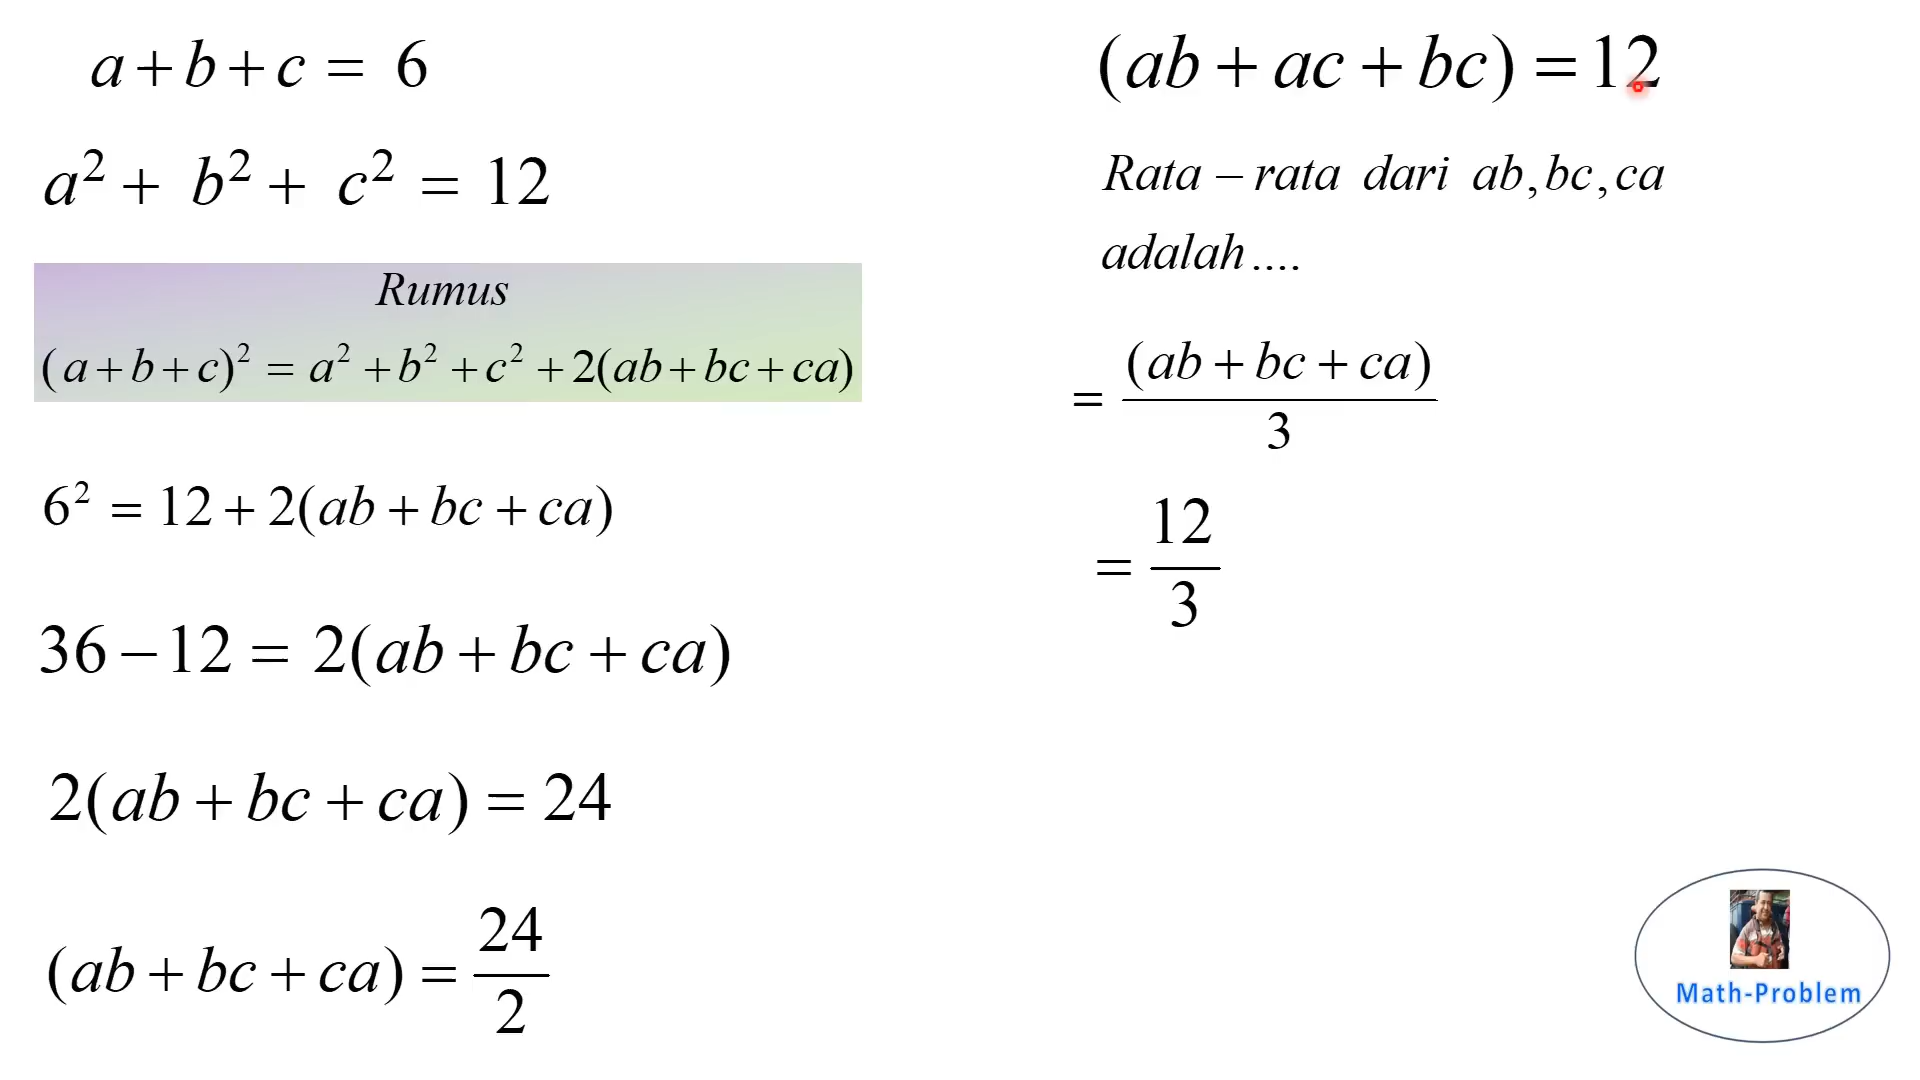 a + b + c = 6
a² + b² + c² = 12
Rumus
(a + b + c)² = a² + b² + c² + 2(ab + bc + ca)
6² = 12 + 2(ab + bc + ca)
36 − 12 = 2(ab + bc + ca)
2(ab + bc + ca) = 24
(ab + bc + ca) = 24/2
(ab + ac + bc) = 12
Rata – rata dari ab, bc, ca
adalah ....
= (ab + bc + ca)/3
= 12/3
Math-Problem